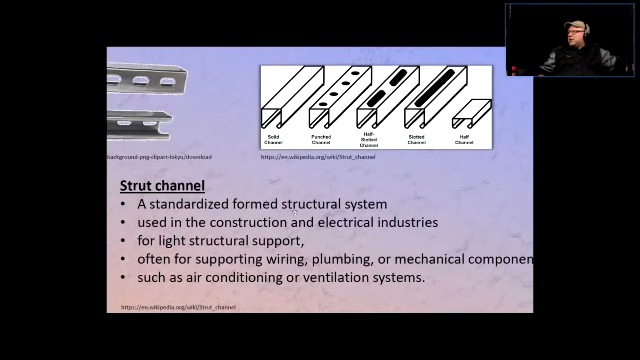 Solid
Channel
Punched
Channel
Half-
Slotted
Channel
Slotted
Channel
Half
Channel
background-png-clipart-tekyu/download
https://en.wikipedia.org/wiki/Strut_channel
Strut channel
• A standardized formed structural system
• used in the construction and electrical industries
• for light structural support,
• often for supporting wiring, plumbing, or mechanical componen
• such as air conditioning or ventilation systems.
https://en.wikipedia.org/wiki/Strut_channel